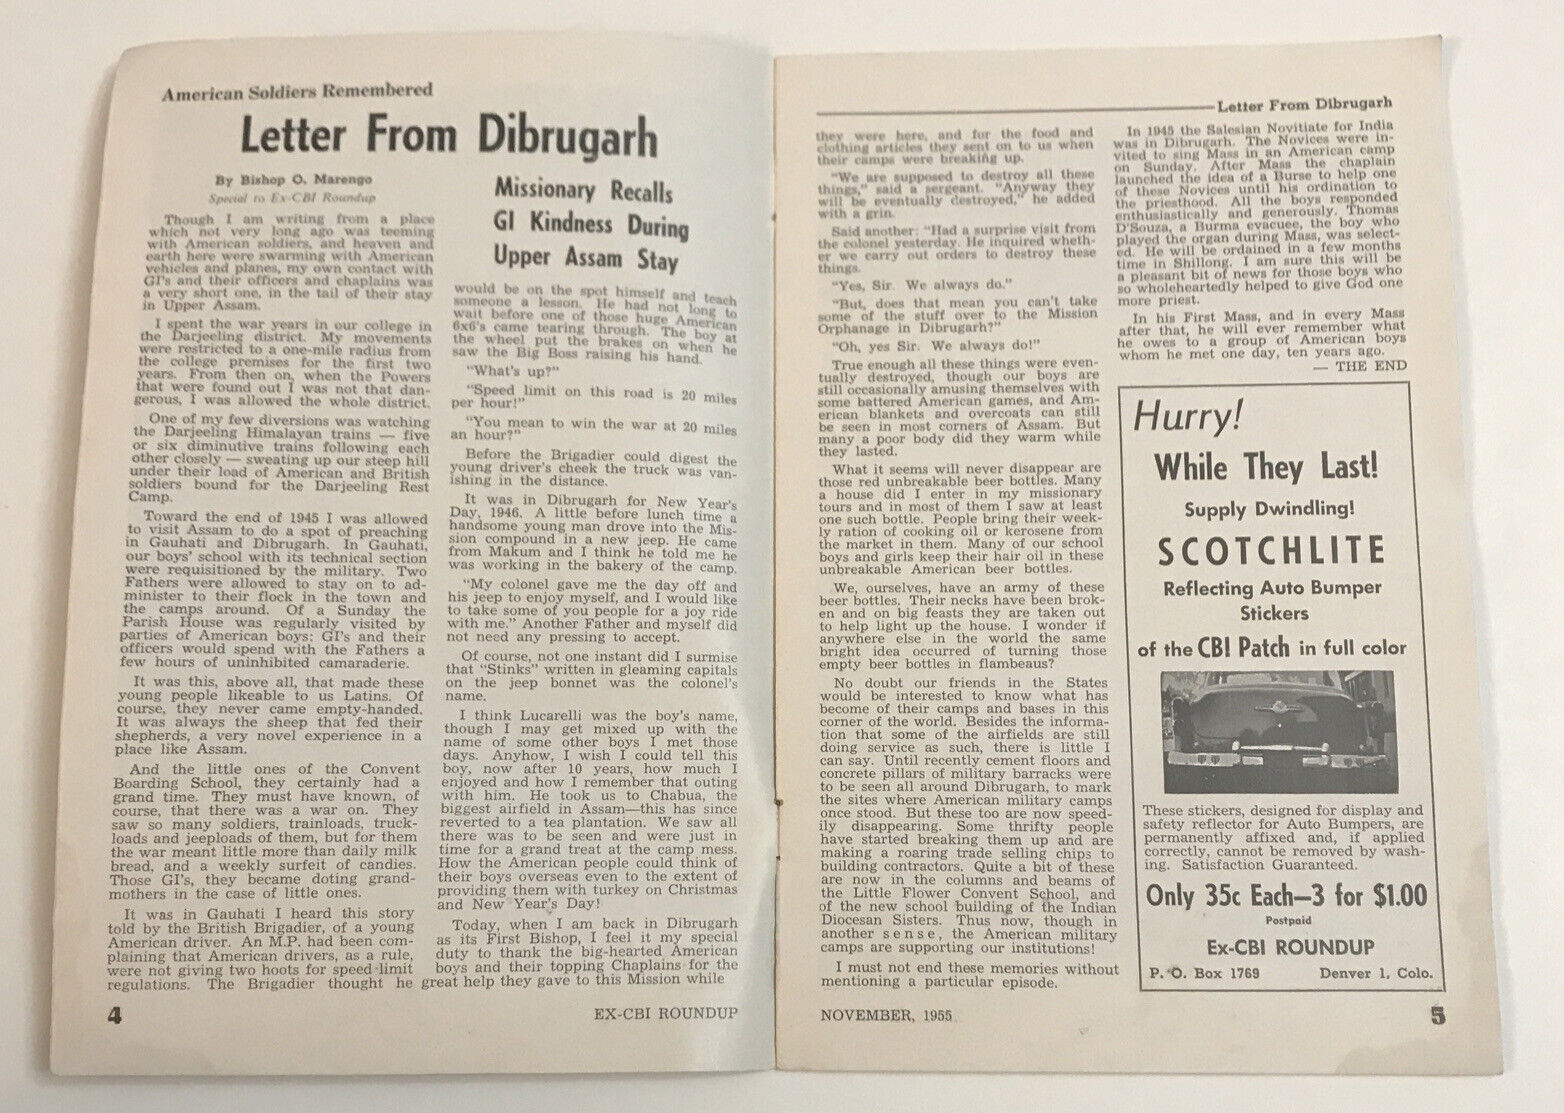 American Soldiers Remembered
Letter From Dibrugarh
By Bishop O. Marengo
Special to Ex-CBI Roundup
Though I am writing from a place
which not very long ago was teeming
with American soldiers, and heaven and
earth here were swarming with American
vehicles and planes, my own contact with
GI's and their officers and chaplains was
a very short one, in the tail of their stay
in Upper Assam.
I spent the war years in our college in
the Darjeeling district. My movements
were restricted to a one-mile radius from
the college premises for the first two
years. From then on, when the Powers
that were found out I was not that dan-
gerous, I was allowed the whole district.
One of my few diversions was watching
the Darjeeling Himalayan trains — five
or six diminutive trains following each
other closely — sweating up our steep hill
under their load of American and British
soldiers bound for the Darjeeling Rest
Camp.
Toward the end of 1945 I was allowed
to visit Assam to do a spot of preaching
in Gauhati and Dibrugarh. In Gauhati,
our boys' school with its technical section
were requisitioned by the military. Two
Fathers were allowed to stay on to ad-
minister to their flock in the town and
the camps around. Of a Sunday the
Parish House was regularly visited by
parties of American boys: GI's and their
officers would spend with the Fathers a
few hours of uninhibited camaraderie.
It was this, above all, that made these
young people likeable to us Latins. Of
course, they never came empty-handed.
It was always the sheep that fed their
shepherds, a very novel experience in a
place like Assam.
And the little ones of the Convent
Boarding School, they certainly had a
grand time. They must have known, of
course, that there was a war on. They
saw so many soldiers, trainloads, truck-
loads and jeeploads of them, but for them
the war meant little more than daily milk
bread, and a weekly surfeit of candies.
Those GI's, they became doting grand-
mothers in the case of little ones.
It was in Gauhati I heard this story
told by the British Brigadier, of a young
American driver. An M.P. had been com-
plaining that American drivers, as a rule,
were not giving two hoots for speed limit
regulations. The Brigadier thought he
Missionary Recalls
GI Kindness During
Upper Assam Stay
would be on the spot himself and teach
someone a lesson. He had not long to
wait before one of those huge American
6x6's came tearing through. The boy at
the wheel put the brakes on when he
saw the Big Boss raising his hand.
"What's up?"
"Speed limit on this road is 20 miles
per hour!"
"You mean to win the war at 20 miles
an hour?"
Before the Brigadier could digest the
young driver's cheek the truck was van-
ishing in the distance.
It was in Dibrugarh for New Year's
Day, 1946. A little before lunch time a
handsome young man drove into the Mis-
sion compound in a new jeep. He came
from Makum and I think he told me he
was working in the bakery of the camp.
"My colonel gave me the day off and
his jeep to enjoy myself, and I would like
to take some of you people for a joy ride
with me." Another Father and myself did
not need any pressing to accept.
Of course, not one instant did I surmise
that "Stinks" written in gleaming capitals
on the jeep bonnet was the colonel's
name.
I think Lucarelli was the boy's name,
though I may get mixed up with the
name of some other boys I met those
days. Anyhow, I wish I could tell this
boy, now after 10 years, how much I
enjoyed and how I remember that outing
with him. He took us to Chabua, the
biggest airfield in Assam—this has since
reverted to a tea plantation. We saw all
there was to be seen and were just in
time for a grand treat at the camp mess.
How the American people could think of
their boys overseas even to the extent of
providing them with turkey on Christmas
and New Year's Day!
Today, when I am back in Dibrugarh
as its First Bishop, I feel it my special
duty to thank the big-hearted American
boys and their topping Chaplains for the
great help they gave to this Mission while
4
EX-CBI ROUNDUP
Letter From Dibrugarh
they were here, and for the food and
clothing articles they sent on to us when
their camps were breaking up.
"We are supposed to destroy all these
things," said a sergeant. "Anyway they
will be eventually destroyed," he added
with a grin.
Said another: "Had a surprise visit from
the colonel yesterday. He inquired wheth-
er we carry out orders to destroy these
things.
"Yes, Sir. We always do."
"But, does that mean you can't take
some of the stuff over to the Mission
Orphanage in Dibrugarh?"
"Oh, yes Sir. We always do!"
True enough all these things were even-
tually destroyed, though our boys are
still occasionally amusing themselves with
some battered American games, and Am-
erican blankets and overcoats can still
be seen in most corners of Assam. But
many a poor body did they warm while
they lasted.
What it seems will never disappear are
those red unbreakable beer bottles. Many
a house did I enter in my missionary
tours and in most of them I saw at least
one such bottle. People bring their week-
ly ration of cooking oil or kerosene from
the market in them. Many of our school
boys and girls keep their hair oil in these
unbreakable American beer bottles.
We, ourselves, have an army of these
beer bottles. Their necks have been brok-
en and on big feasts they are taken out
to help light up the house. I wonder if
anywhere else in the world the same
bright idea occurred of turning those
empty beer bottles in flambeaus?
No doubt our friends in the States
would be interested to know what has
become of their camps and bases in this
corner of the world. Besides the informa-
tion that some of the airfields are still
doing service as such, there is little I
can say. Until recently cement floors and
concrete pillars of military barracks were
to be seen all around Dibrugarh, to mark
the sites where American military camps
once stood. But these too are now speed-
ily disappearing. Some thrifty people
have started breaking them up and are
making a roaring trade selling chips to
building contractors. Quite a bit of these
are now in the columns and beams of
the Little Flower Convent School, and
of the new school building of the Indian
Diocesan Sisters. Thus now, though in
another sense, the American military
camps are supporting our institutions!
I must not end these memories without
mentioning a particular episode.
In 1945 the Salesian Novitiate for India
was in Dibrugarh. The Novices were in-
vited to sing Mass in an American camp
on Sunday. After Mass the chaplain
launched the idea of a Burse to help one
of these Novices until his ordination to
the priesthood. All the boys responded
enthusiastically and generously. Thomas
D'Souza, a Burma evacuee, the boy who
played the organ during Mass, was select-
ed. He will be ordained in a few months
time in Shillong. I am sure this will be
a pleasant bit of news for those boys who
so wholeheartedly helped to give God one
more priest.
In his First Mass, and in every Mass
after that, he will ever remember what
he owes to a group of American boys
whom he met one day, ten years ago.
— THE END
Hurry!
While They Last!
Supply Dwindling!
SCOTCHLITE
Reflecting Auto Bumper
Stickers
of the CBI Patch in full color
These stickers, designed for display and
safety reflector for Auto Bumpers, are
permanently affixed and, if applied
correctly, cannot be removed by wash-
ing. Satisfaction Guaranteed.
Only 35c Each—3 for $1.00
Postpaid
Ex-CBI ROUNDUP
P. O. Box 1769 Denver 1, Colo.
NOVEMBER, 1955
5